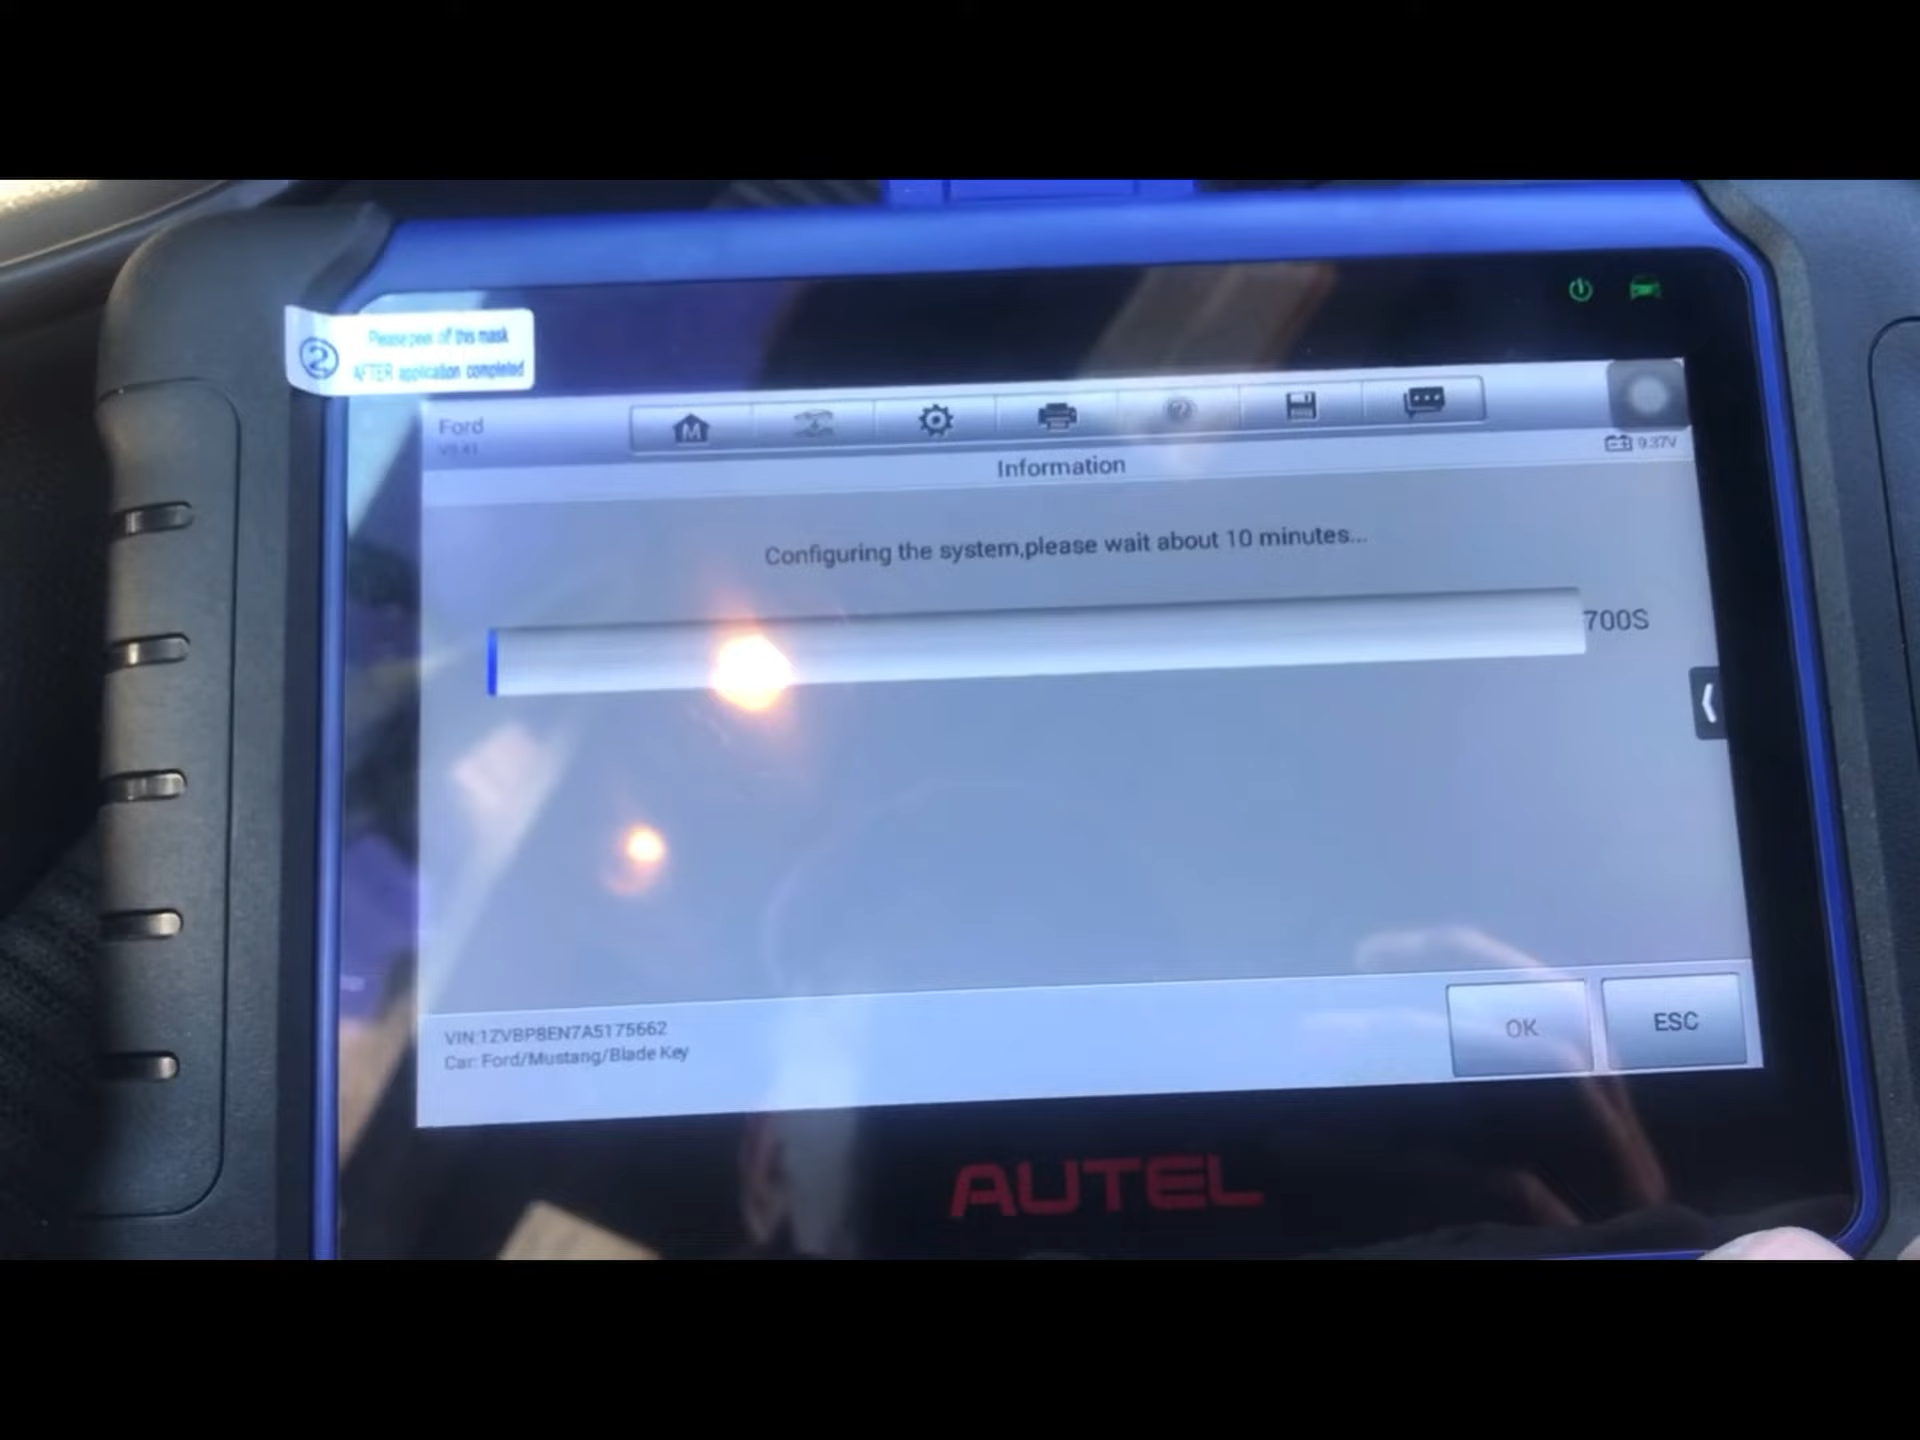 ② Please peel off this mask
AFTER application completed
Ford
M
?
9.37V
Information
Configuring the system,please wait about 10 minutes...
700S
VIN:1ZVBP8EN7A5175662
Car: Ford/Mustang/Blade Key
OK
ESC
AUTEL